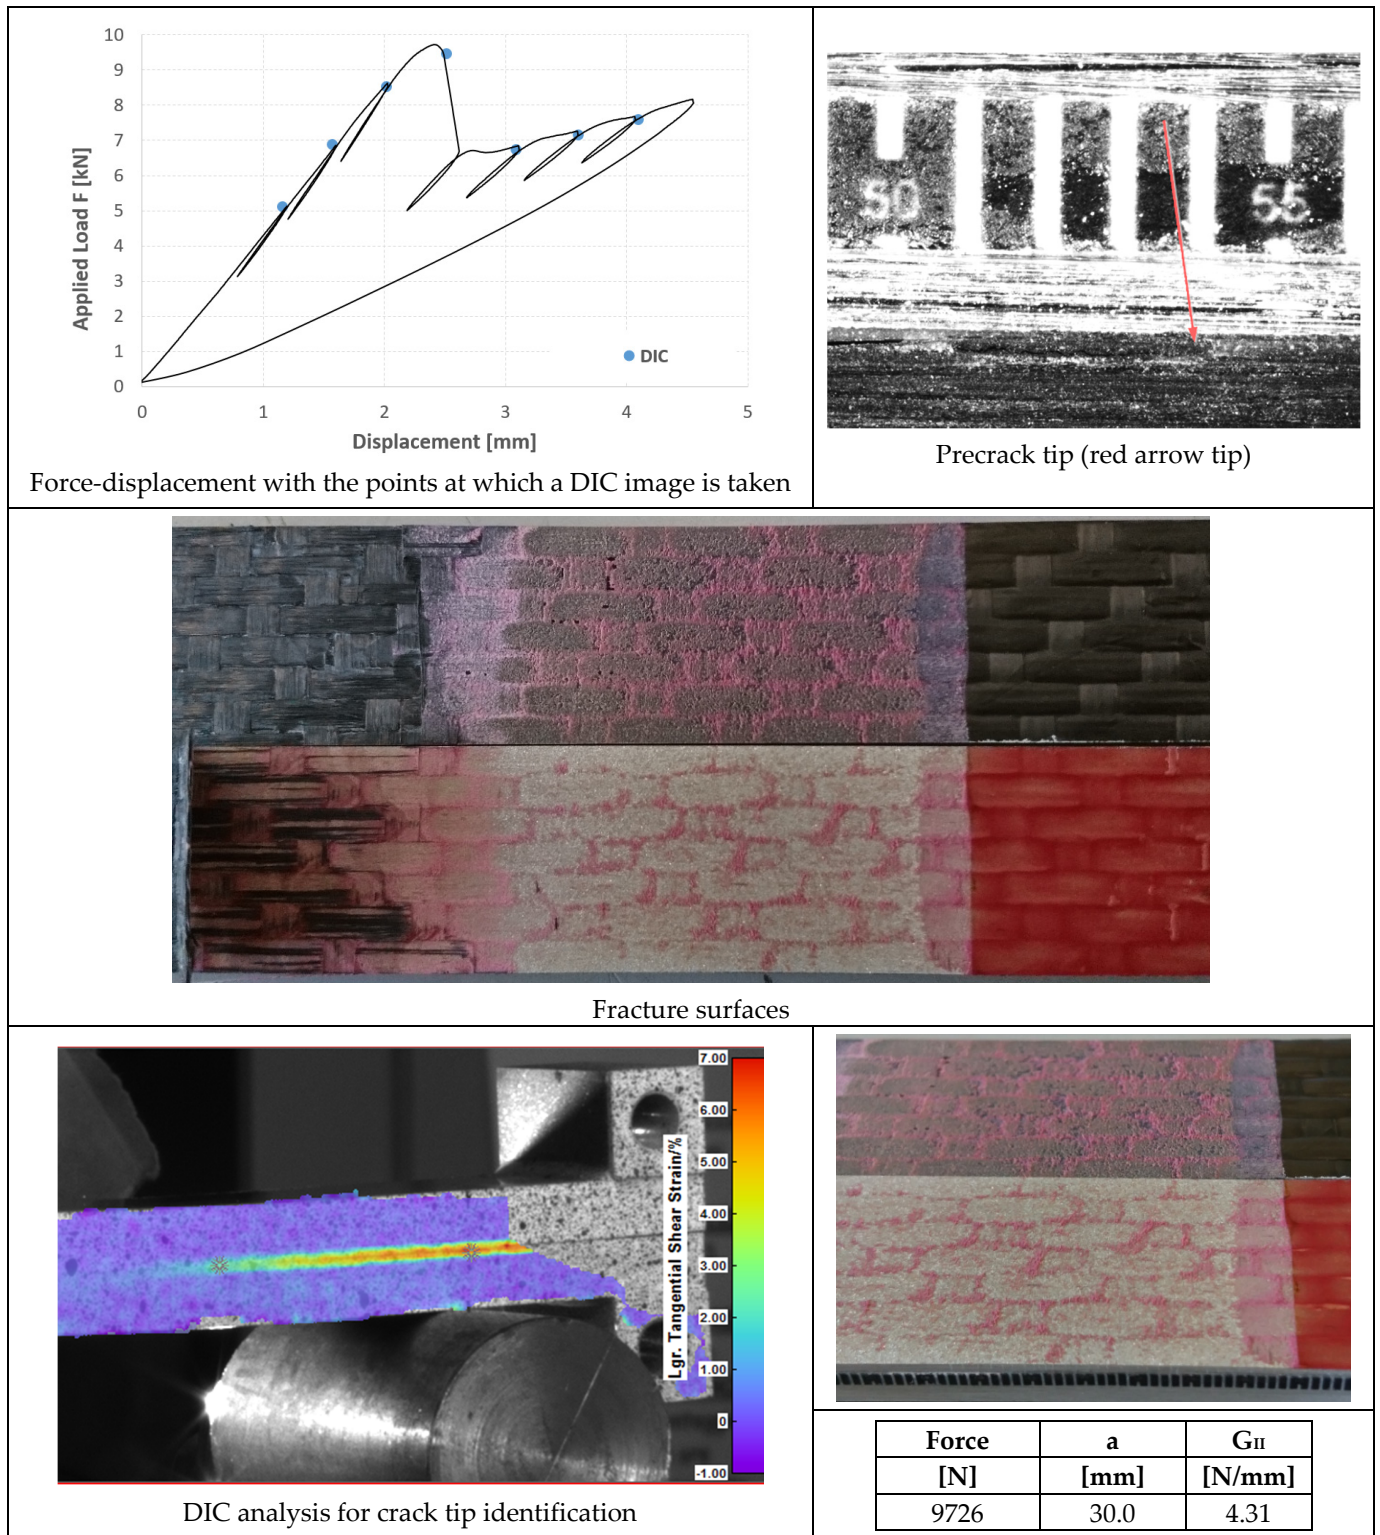 10
9
8
7
6
5
4
3
2
1
0
Applied Load F [kN]
DIC
0 1 2 3 4 5
Displacement [mm]
Force-displacement with the points at which a DIC image is taken
50 55
Precrack tip (red arrow tip)
Fracture surfaces
7.00
6.00
5.00
4.00
3.00
2.00
1.00
0
-1.00
Lgr. Tangential Shear Strain/%
DIC analysis for crack tip identification
Force a GII
[N] [mm] [N/mm]
9726 30.0 4.31